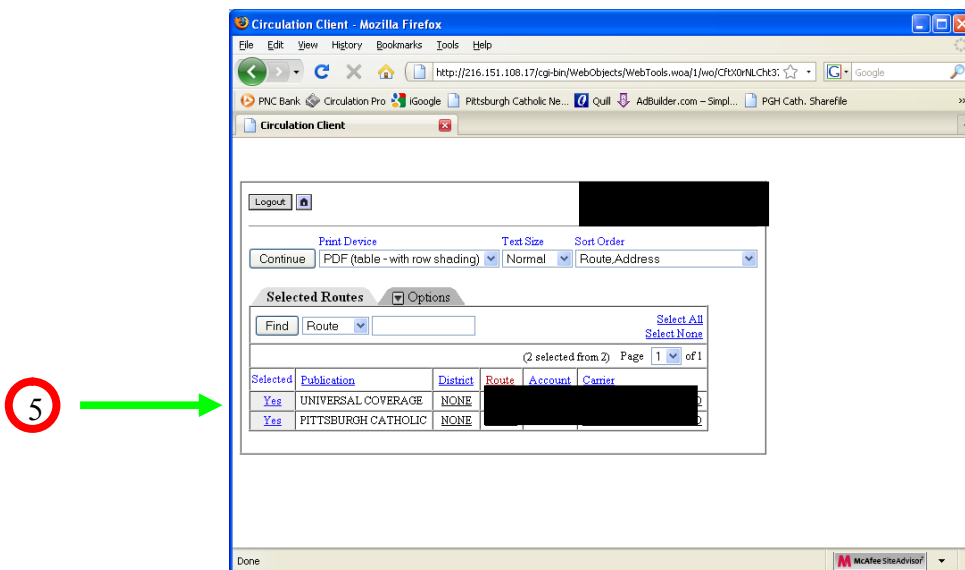 Circulation Client - Mozilla Firefox
File Edit View History Bookmarks Tools Help
http://216.151.108.17/cgi-bin/WebObjects/WebTools.woa/1/wo/CftX0rNLCht3: G Google
PNC Bank Circulation Pro iGoogle Pittsburgh Catholic Ne... Quill AdBuilder.com – Simpl... PGH Cath. Sharefile »
Circulation Client
Logout
Print Device Text Size Sort Order
Continue PDF (table - with row shading) Normal Route,Address
Selected Routes Options
Find Route Select All
Select None
(2 selected from 2) Page 1 of 1
Selected Publication District Route Account Carrier
5 Yes UNIVERSAL COVERAGE NONE
Yes PITTSBURGH CATHOLIC NONE
Done McAfee SiteAdvisor